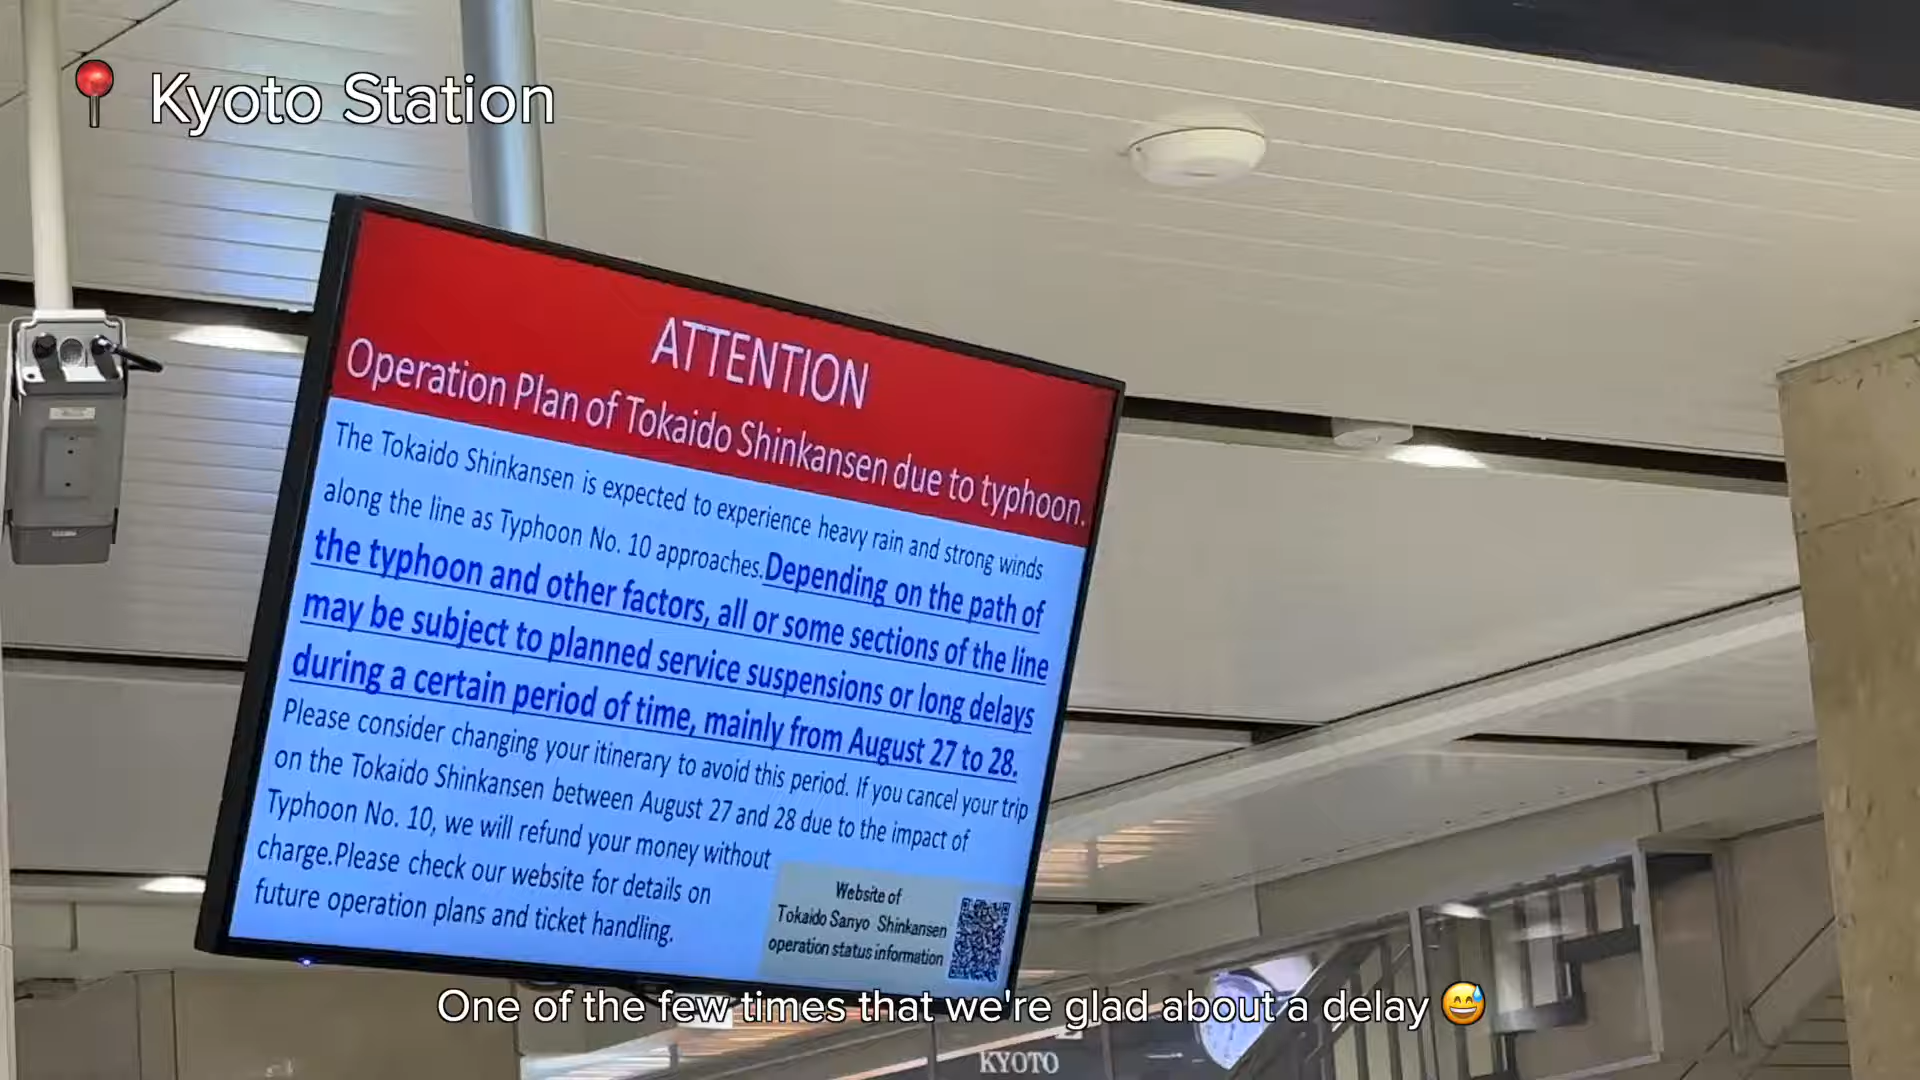 Kyoto Station
ATTENTION
Operation Plan of Tokaido Shinkansen due to typhoon.
The Tokaido Shinkansen is expected to experience heavy rain and strong winds
along the line as Typhoon No. 10 approaches.Depending on the path of
the typhoon and other factors, all or some sections of the line
may be subject to planned service suspensions or long delays
during a certain period of time, mainly from August 27 to 28.
Please consider changing your itinerary to avoid this period. If you cancel your trip
on the Tokaido Shinkansen between August 27 and 28 due to the impact of
Typhoon No. 10, we will refund your money without
charge.Please check our website for details on
future operation plans and ticket handling.
Website of
Tokaido Sanyo Shinkansen
operation status information
One of the few times that we're glad about a delay 😅
KYOTO